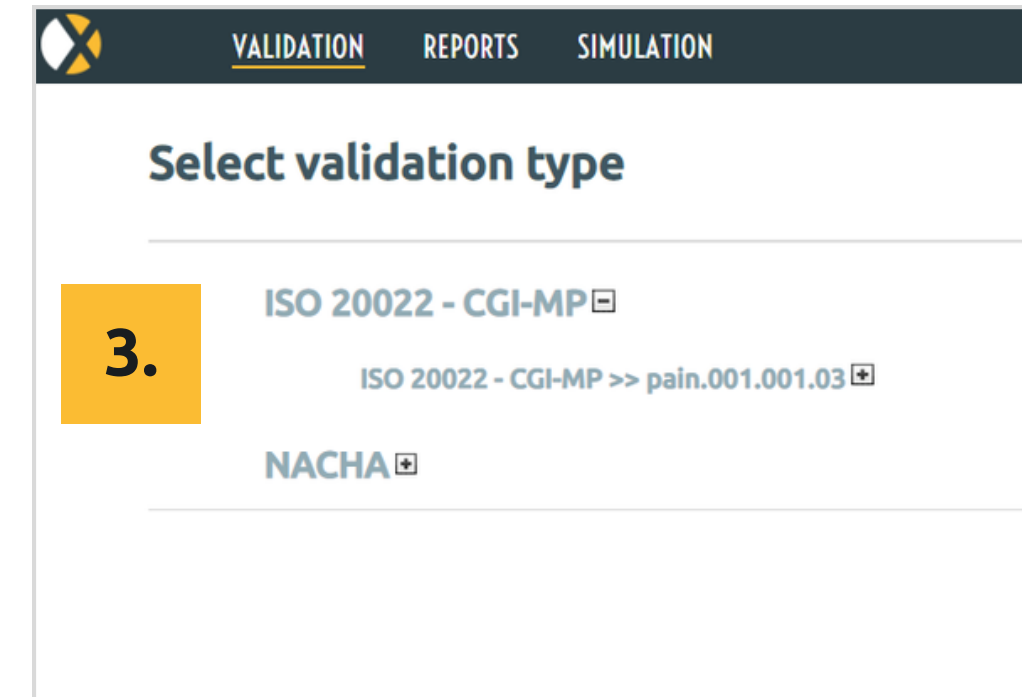 VALIDATION REPORTS SIMULATION
Select validation type
3.
ISO 20022 - CGI-MP
ISO 20022 - CGI-MP >> pain.001.001.03
NACHA